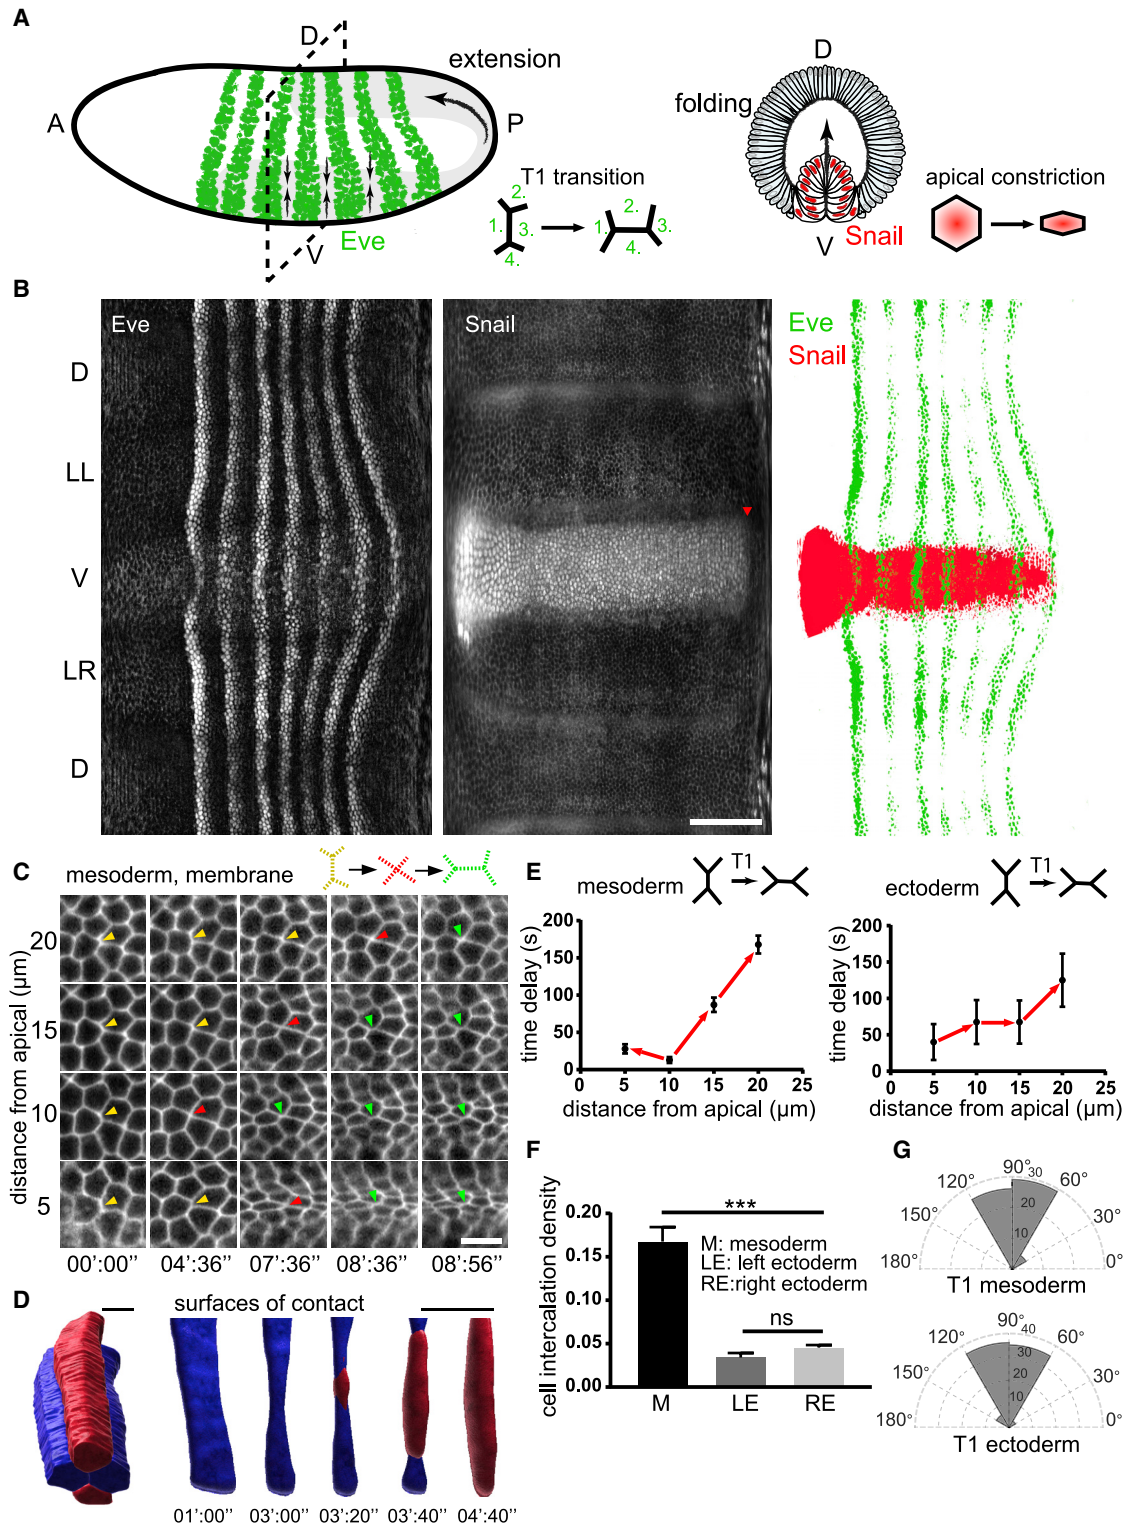 A
D
extension
A
P
T1 transition
2.
1.
3.
4.
2.
1.
3.
4.
Eve
V
D
folding
apical constriction
V
Snail
B
Eve
Snail
Eve
Snail
D
LL
V
LR
D
C
mesoderm, membrane
distance from apical (µm)
20
15
10
5
00':00''
04':36''
07':36''
08':36''
08':56''
D
surfaces of contact
01':00''
03':00''
03':20''
03':40''
04':40''
E
mesoderm
T1
time delay (s)
200
150
100
50
0
0
5
10
15
20
25
distance from apical (µm)
ectoderm
T1
time delay (s)
200
150
100
50
0
0
5
10
15
20
25
distance from apical (µm)
F
cell intercalation density
0.20
0.15
0.10
0.05
0.00
***
M: mesoderm
LE: left ectoderm
RE:right ectoderm
ns
M
LE
RE
G
90°
30
120°
60°
20
150°
30°
10
180°
0°
T1 mesoderm
90°
40
120°
60°
30
150°
30°
20
10
180°
0°
T1 ectoderm